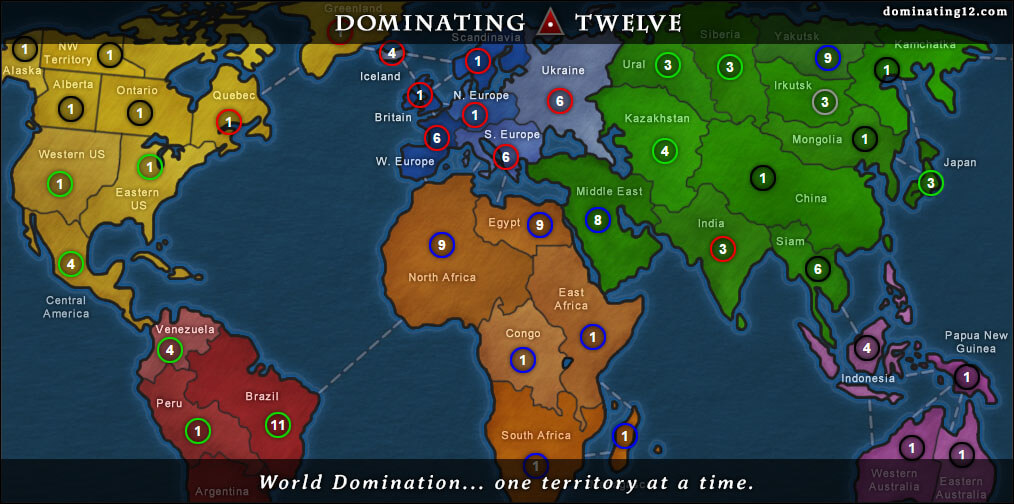 dominating12.com
DOMINATING TWELVE
Greenland
Scandinavia
Siberia
Yakutsk
Kamchatka
1
NW
Territory
1
Alaska
4
Iceland
1
Ukraine
Ural
3
3
9
1
Alberta
1
Ontario
1
Quebec
1
1
Britain
N. Europe
1
6
Irkutsk
3
Kazakhstan
4
Mongolia
1
Western US
1
1
Eastern
US
6
W. Europe
S. Europe
6
Middle East
8
1
China
Japan
3
4
Central
America
9
North Africa
Egypt
9
India
3
Siam
6
East
Africa
1
Venezuela
4
Congo
1
4
Indonesia
Papua New
Guinea
1
Peru
1
Brazil
11
South Africa
1
1
1
Western
Australia
1
Eastern
Australia
Argentina
World Domination... one territory at a time.